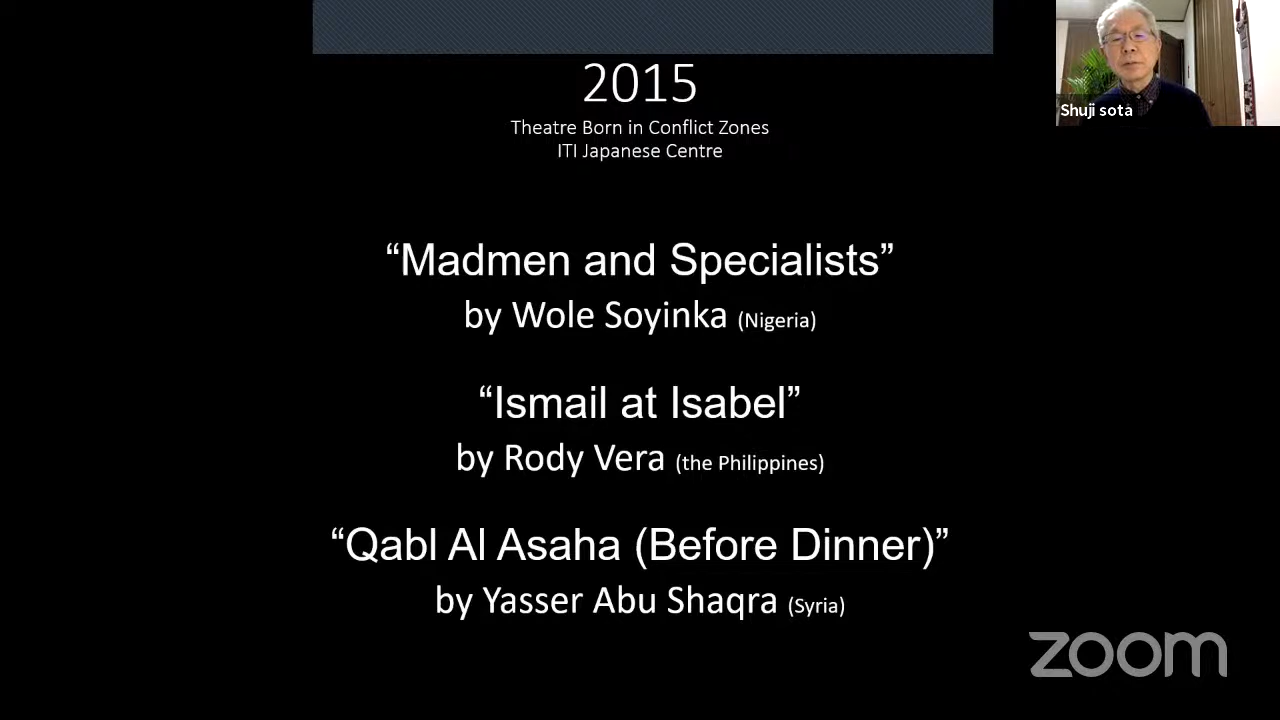 2015
Theatre Born in Conflict Zones
ITI Japanese Centre
Shuji sota
“Madmen and Specialists”
by Wole Soyinka (Nigeria)
“Ismail at Isabel”
by Rody Vera (the Philippines)
“Qabl Al Asaha (Before Dinner)”
by Yasser Abu Shaqra (Syria)
zoom